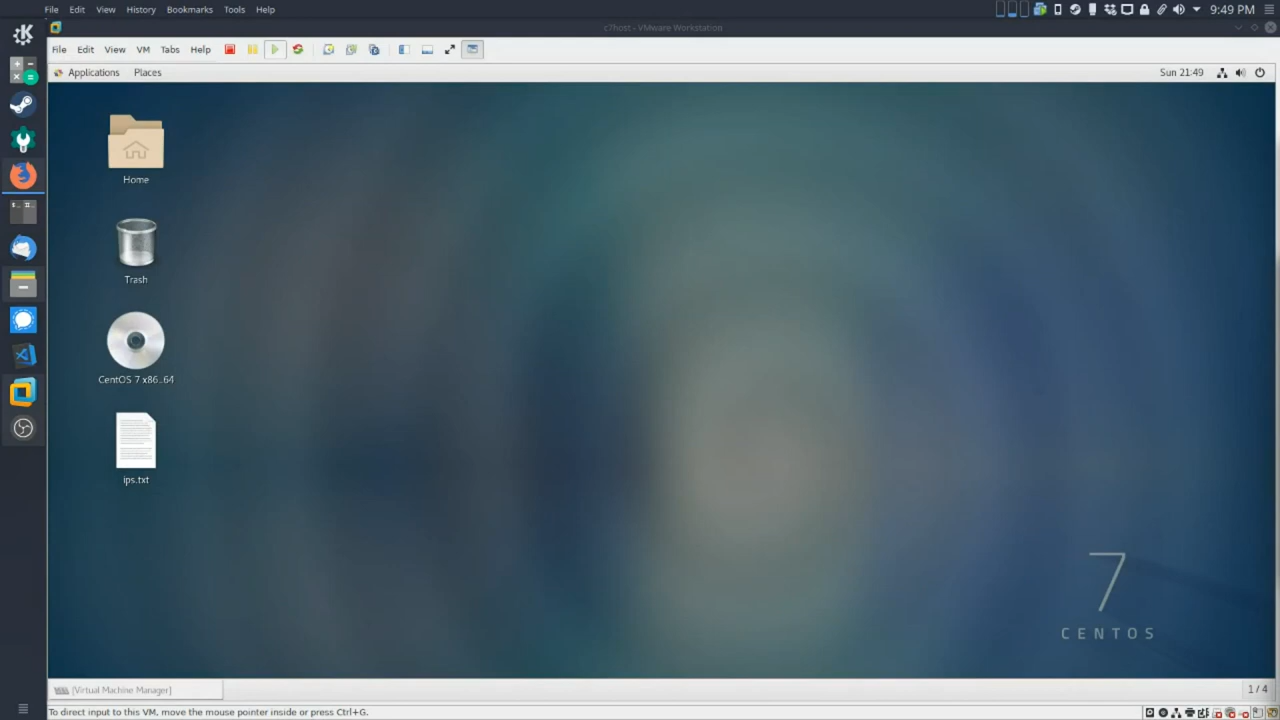 File Edit View History Bookmarks Tools Help 9:49 PM
c7host - VMware Workstation
File Edit View VM Tabs Help
Applications Places Sun 21:49
Home
Trash
CentOS 7 x86_64
ips.txt
7
CENTOS
[Virtual Machine Manager] 1 / 4
To direct input to this VM, move the mouse pointer inside or press Ctrl+G.